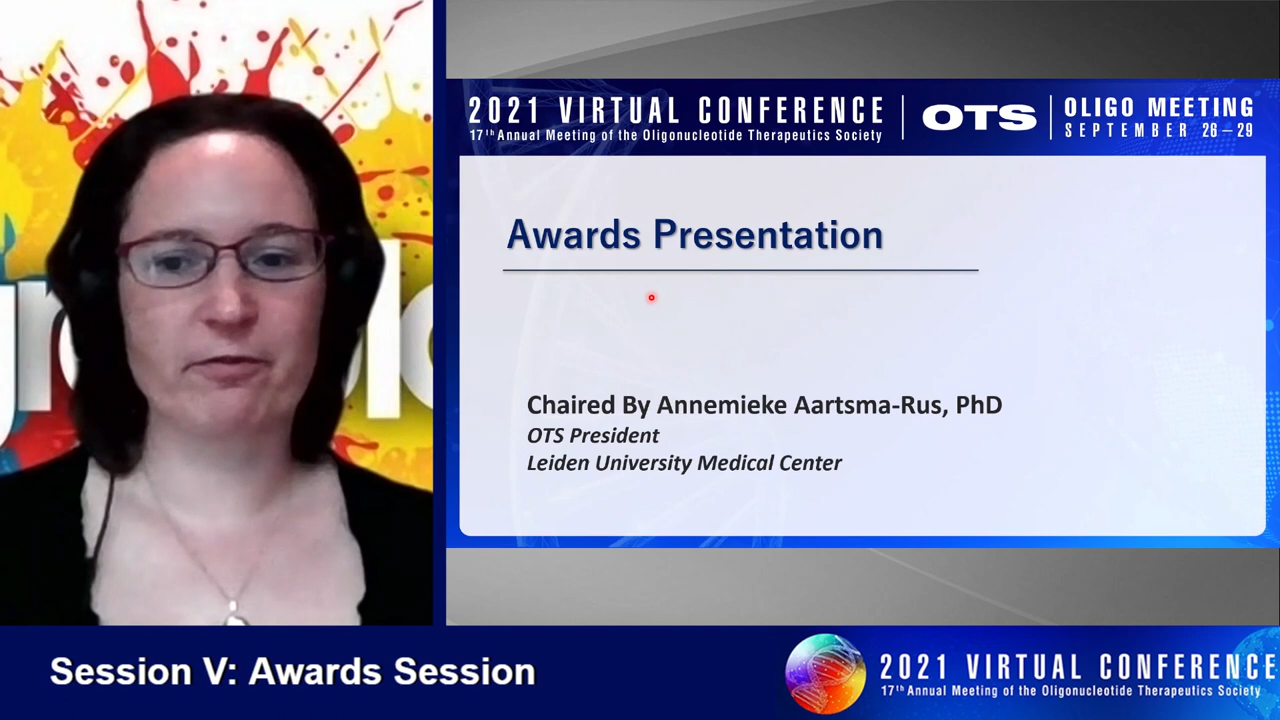 2021 VIRTUAL CONFERENCE
17th Annual Meeting of the Oligonucleotide Therapeutics Society
OTS
OLIGO MEETING
SEPTEMBER 26–29
Awards Presentation
Chaired By Annemieke Aartsma-Rus, PhD
OTS President
Leiden University Medical Center
Session V: Awards Session
2021 VIRTUAL CONFERENCE
17th Annual Meeting of the Oligonucleotide Therapeutics Society